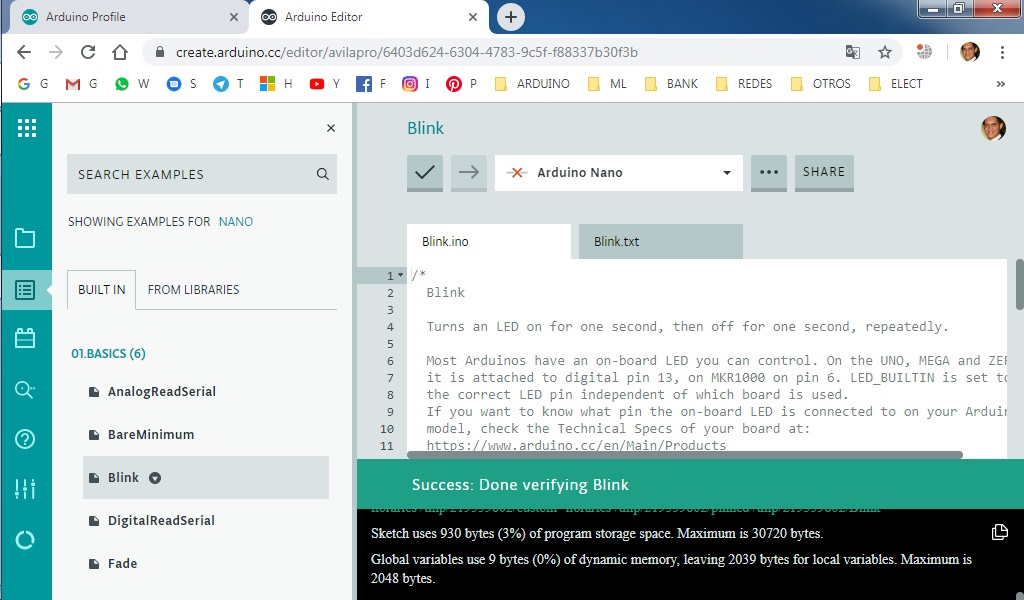 Arduino Profile
Arduino Editor
create.arduino.cc/editor/avilapro/6403d624-6304-4783-9c5f-f88337b30f3b
G G M G W S T H Y F I P ARDUINO ML BANK REDES OTROS ELECT »
SEARCH EXAMPLES
SHOWING EXAMPLES FOR NANO
BUILT IN FROM LIBRARIES
01.BASICS (6)
AnalogReadSerial
BareMinimum
Blink
DigitalReadSerial
Fade
Blink
Arduino Nano
SHARE
Blink.ino Blink.txt
1 /*
2 Blink
3
4 Turns an LED on for one second, then off for one second, repeatedly.
5
6 Most Arduinos have an on-board LED you can control. On the UNO, MEGA and ZER
7 it is attached to digital pin 13, on MKR1000 on pin 6. LED_BUILTIN is set to
8 the correct LED pin independent of which board is used.
9 If you want to know what pin the on-board LED is connected to on your Arduin
10 model, check the Technical Specs of your board at:
11 https://www.arduino.cc/en/Main/Products
Success: Done verifying Blink
Sketch uses 930 bytes (3%) of program storage space. Maximum is 30720 bytes.
Global variables use 9 bytes (0%) of dynamic memory, leaving 2039 bytes for local variables. Maximum is
2048 bytes.